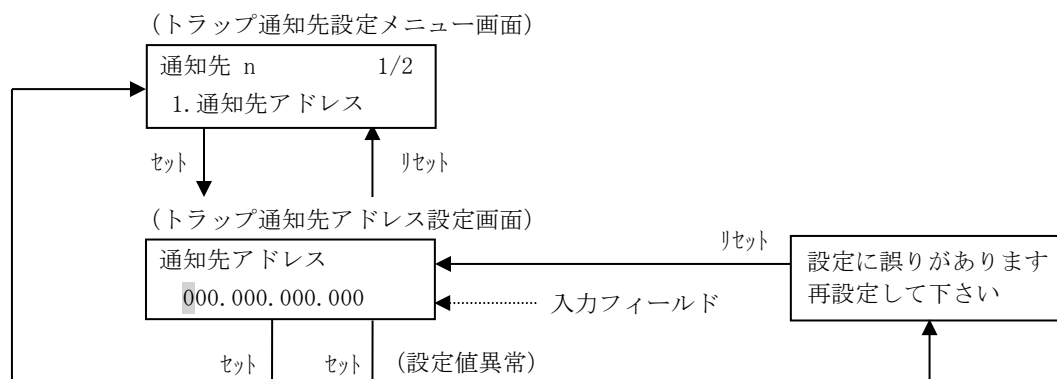 (トラップ通知先設定メニュー画面)
通知先 n 1/2
1.通知先アドレス
ｾｯﾄ ﾘｾｯﾄ
(トラップ通知先アドレス設定画面)
通知先アドレス
000.000.000.000
ﾘｾｯﾄ
設定に誤りがあります
再設定して下さい
入力フィールド
ｾｯﾄ ｾｯﾄ (設定値異常)